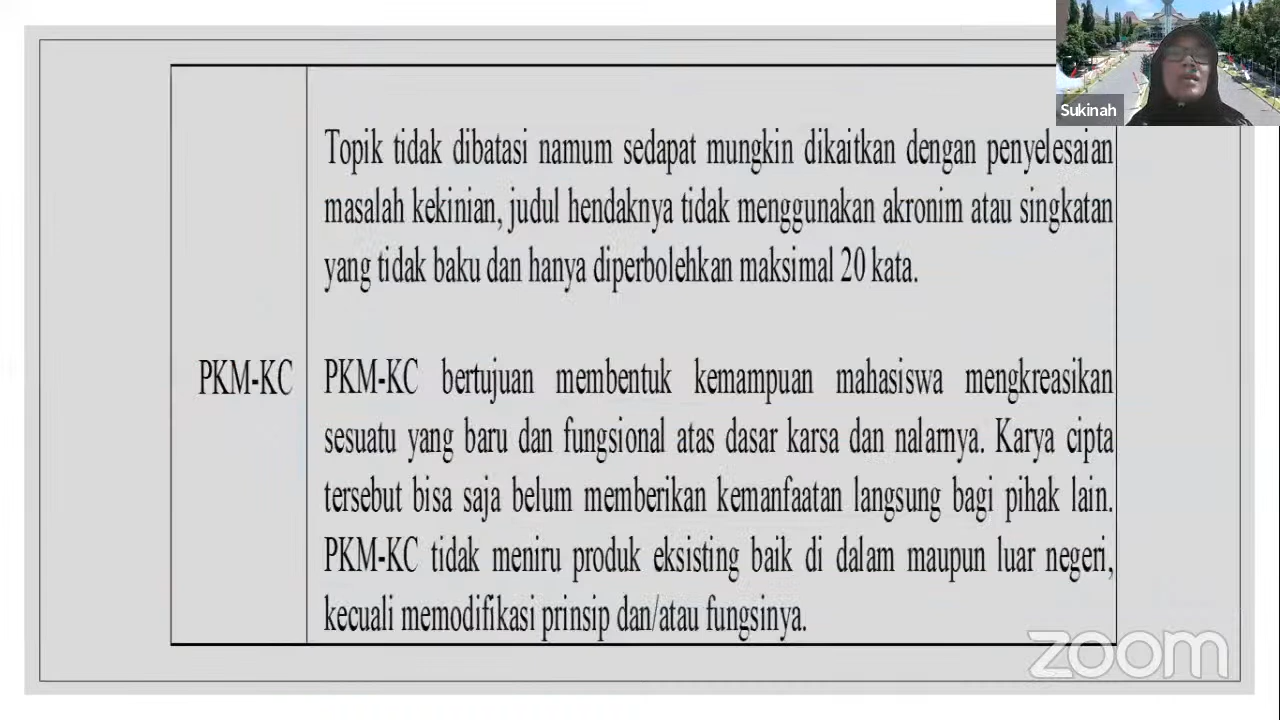 Sukinah
Topik tidak dibatasi namum sedapat mungkin dikaitkan dengan penyelesaian
masalah kekinian, judul hendaknya tidak menggunakan akronim atau singkatan
yang tidak baku dan hanya diperbolehkan maksimal 20 kata.
PKM-KC
PKM-KC bertujuan membentuk kemampuan mahasiswa mengkreasikan
sesuatu yang baru dan fungsional atas dasar karsa dan nalarnya. Karya cipta
tersebut bisa saja belum memberikan kemanfaatan langsung bagi pihak lain.
PKM-KC tidak meniru produk eksisting baik di dalam maupun luar negeri,
kecuali memodifikasi prinsip dan/atau fungsinya.
zoom